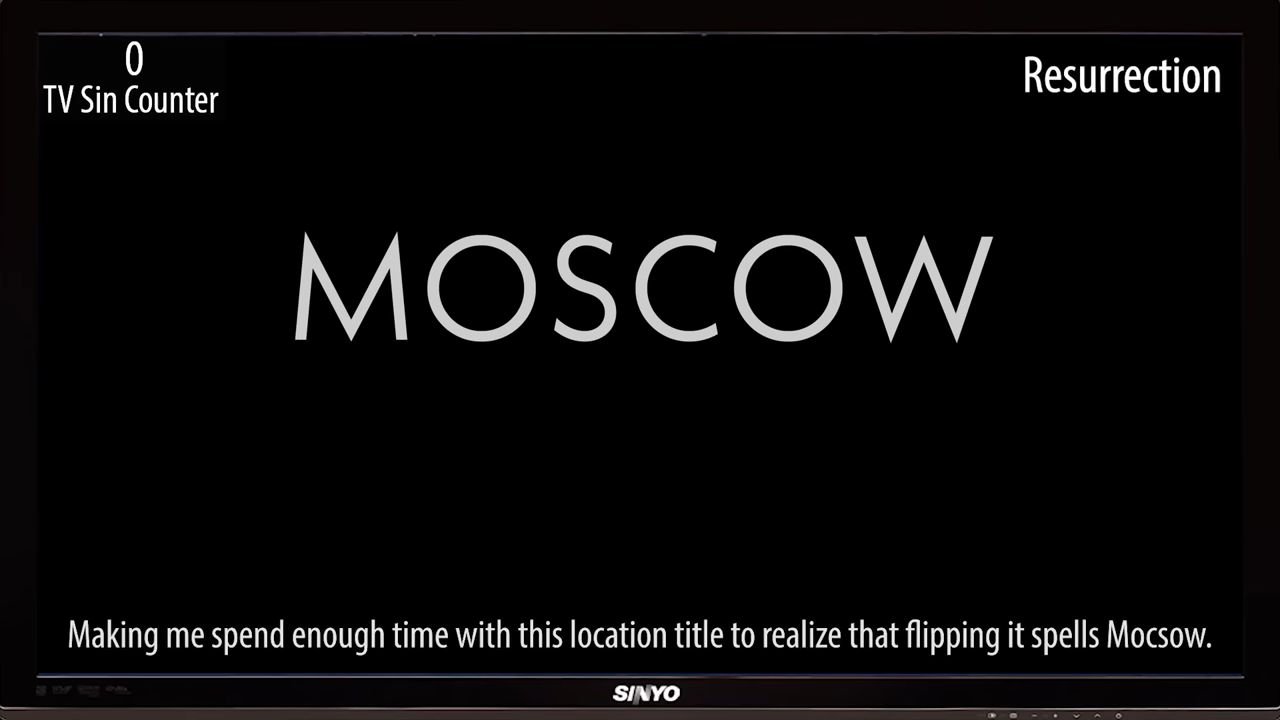 0
TV Sin Counter
Resurrection
MOSCOW
Making me spend enough time with this location title to realize that flipping it spells Mocsow.
SINYO